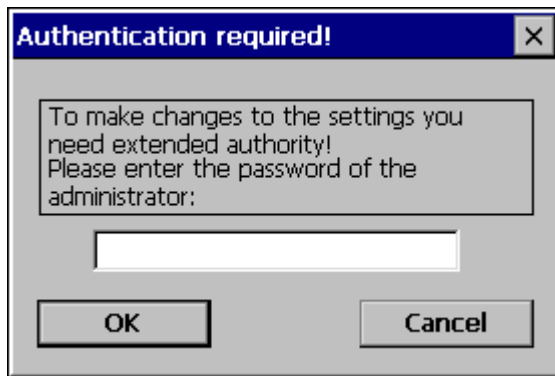 Authentication required!
To make changes to the settings you
need extended authority!
Please enter the password of the
administrator:
OK
Cancel